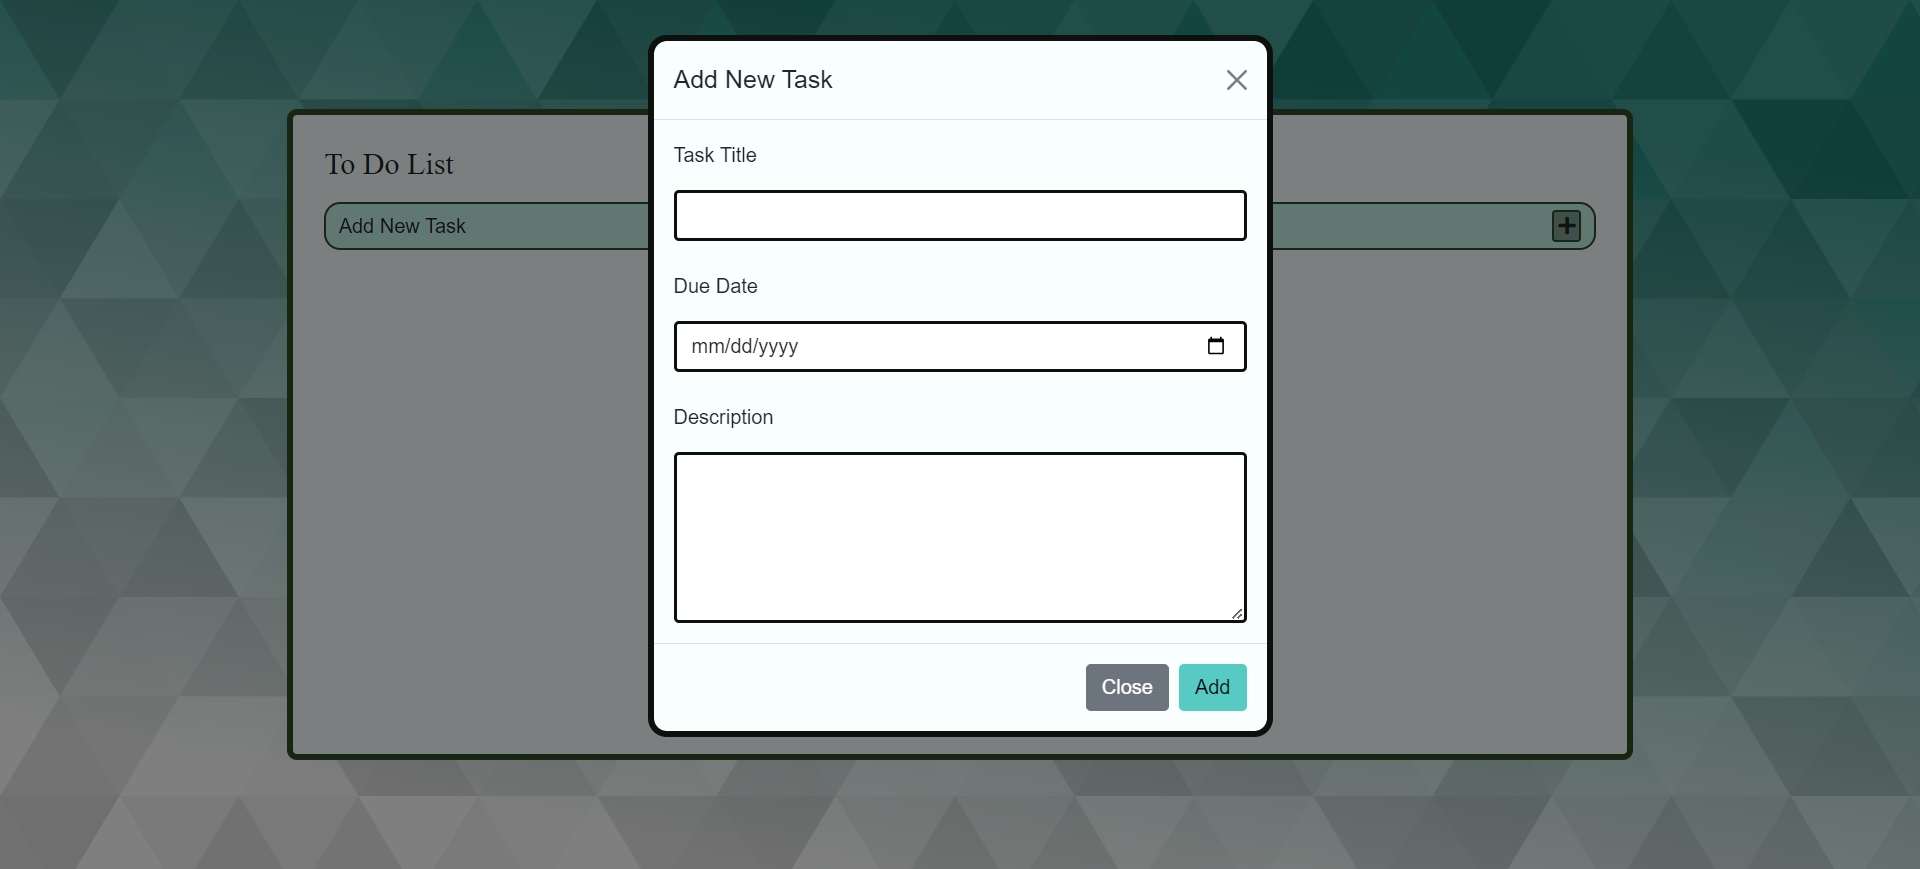 To Do List
Add New Task
Add New Task
Task Title
Due Date
mm/dd/yyyy
Description
Close
Add